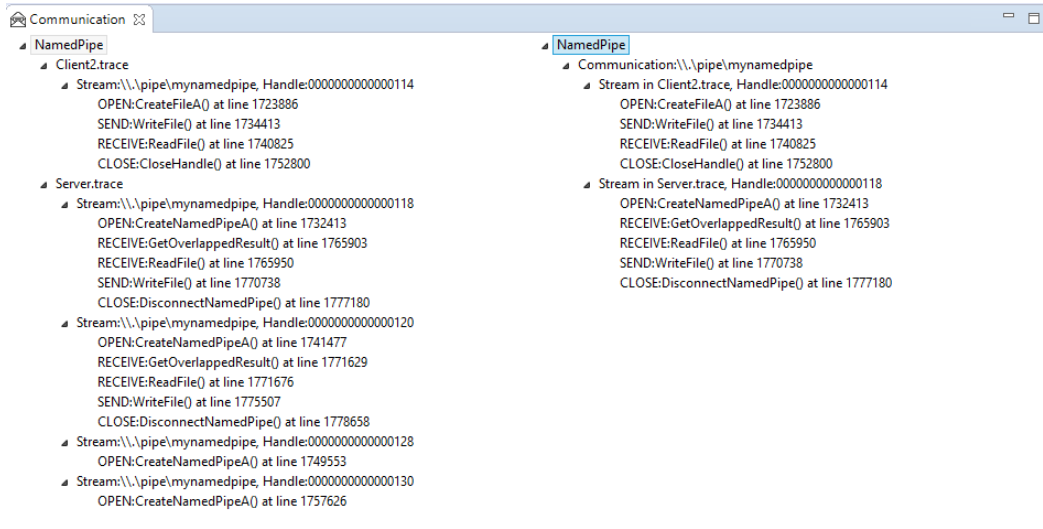 Communication
NamedPipe
Client2.trace
Stream:\\.\pipe\mynamedpipe, Handle:0000000000000114
OPEN:CreateFileA() at line 1723886
SEND:WriteFile() at line 1734413
RECEIVE:ReadFile() at line 1740825
CLOSE:CloseHandle() at line 1752800
Server.trace
Stream:\\.\pipe\mynamedpipe, Handle:0000000000000118
OPEN:CreateNamedPipeA() at line 1732413
RECEIVE:GetOverlappedResult() at line 1765903
RECEIVE:ReadFile() at line 1765950
SEND:WriteFile() at line 1770738
CLOSE:DisconnectNamedPipe() at line 1777180
Stream:\\.\pipe\mynamedpipe, Handle:0000000000000120
OPEN:CreateNamedPipeA() at line 1741477
RECEIVE:GetOverlappedResult() at line 1771629
RECEIVE:ReadFile() at line 1771676
SEND:WriteFile() at line 1775507
CLOSE:DisconnectNamedPipe() at line 1778658
Stream:\\.\pipe\mynamedpipe, Handle:0000000000000128
OPEN:CreateNamedPipeA() at line 1749553
Stream:\\.\pipe\mynamedpipe, Handle:0000000000000130
OPEN:CreateNamedPipeA() at line 1757626
NamedPipe
Communication:\\.\pipe\mynamedpipe
Stream in Client2.trace, Handle:0000000000000114
OPEN:CreateFileA() at line 1723886
SEND:WriteFile() at line 1734413
RECEIVE:ReadFile() at line 1740825
CLOSE:CloseHandle() at line 1752800
Stream in Server.trace, Handle:0000000000000118
OPEN:CreateNamedPipeA() at line 1732413
RECEIVE:GetOverlappedResult() at line 1765903
RECEIVE:ReadFile() at line 1765950
SEND:WriteFile() at line 1770738
CLOSE:DisconnectNamedPipe() at line 1777180